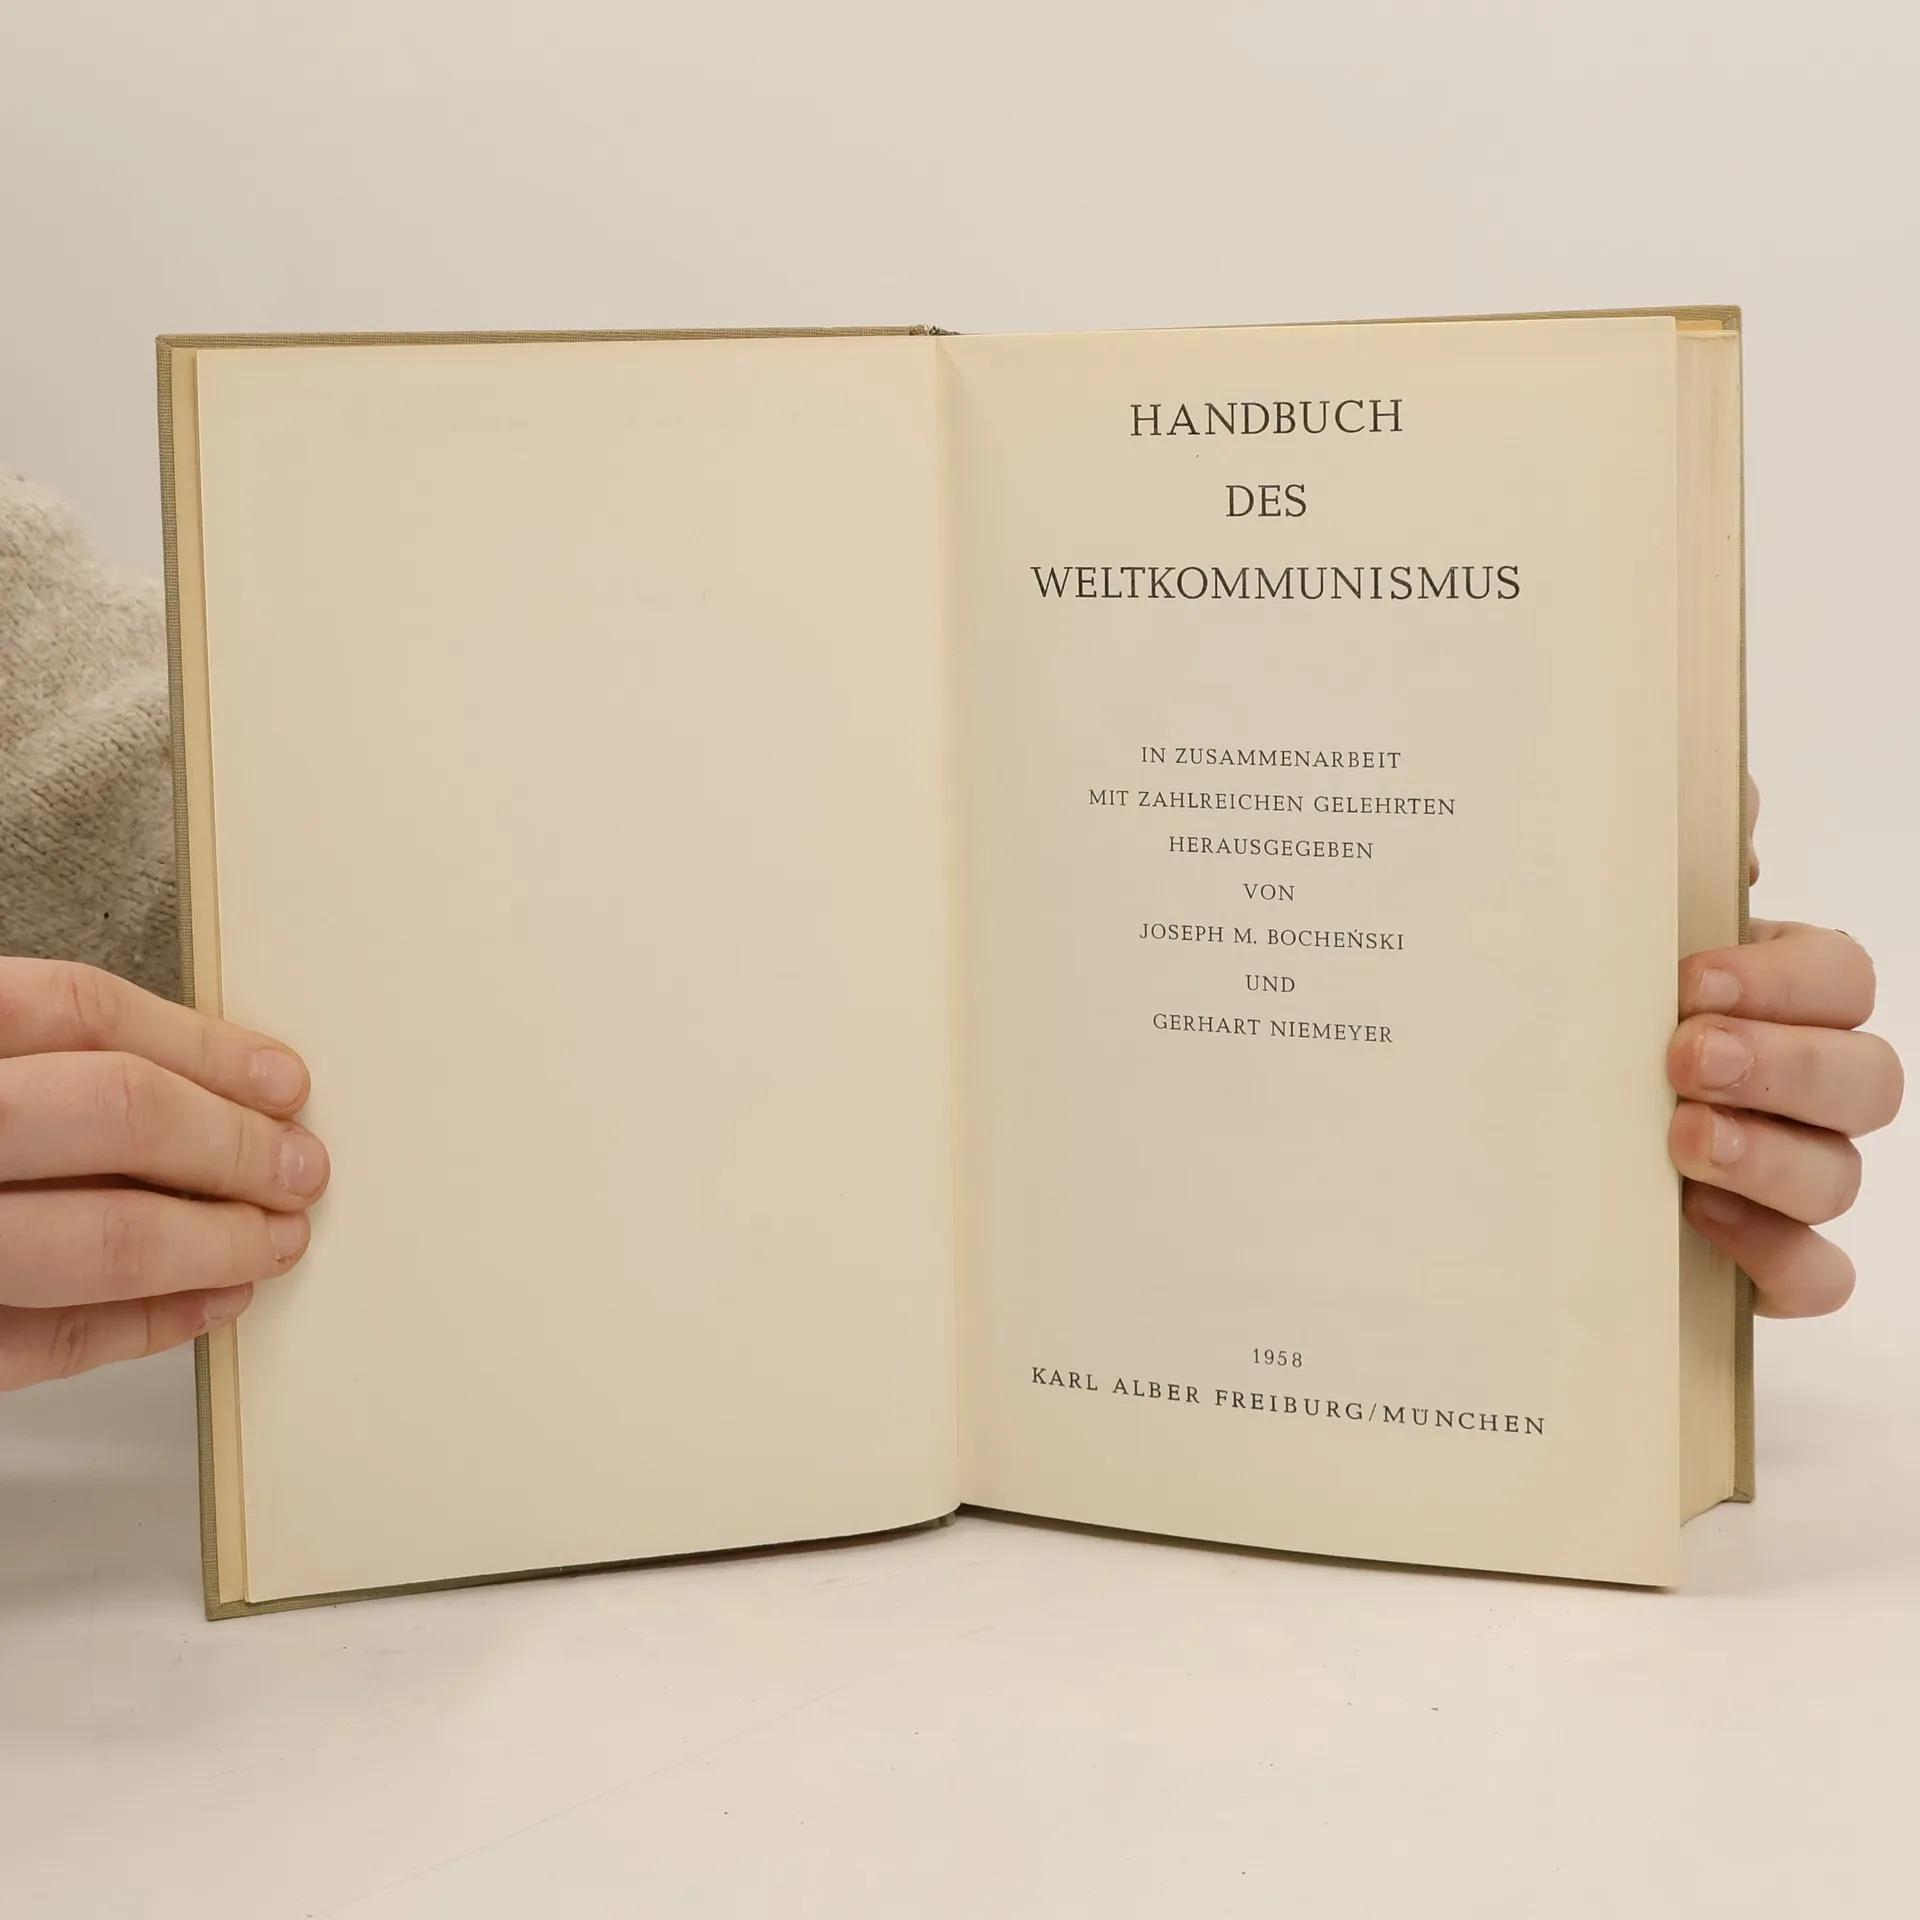 HANDBUCH
DES
WELTKOMMUNISMUS
IN ZUSAMMENARBEIT
MIT ZAHLREICHEN GELEHRTEN
HERAUSGEGEBEN
VON
JOSEPH M. BOCHEŃSKI
UND
GERHART NIEMEYER
1958
KARL ALBER FREIBURG/MÜNCHEN